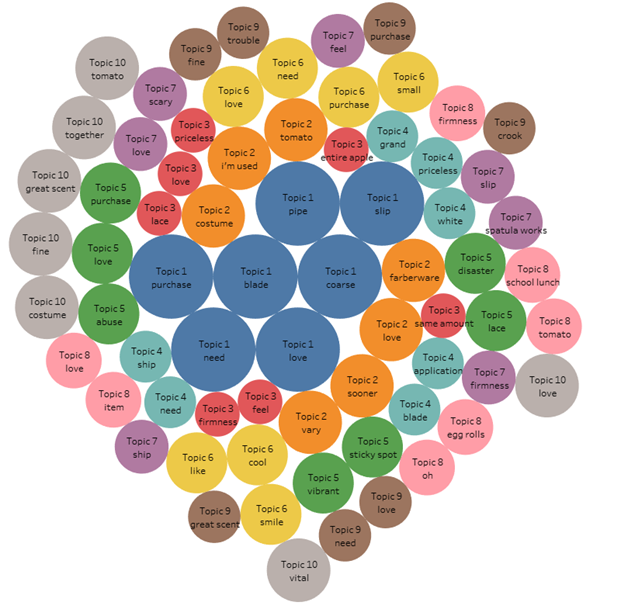 Topic 9
purchase
Topic 9
trouble
Topic 7
feel
Topic 9
fine
Topic 10
tomato
Topic 6
need
Topic 6
small
Topic 7
scary
Topic 6
love
Topic 6
purchase
Topic 8
firmness
Topic 10
together
Topic 3
priceless
Topic 2
tomato
Topic 4
grand
Topic 9
crook
Topic 7
love
Topic 2
i'm used
Topic 3
entire apple
Topic 4
priceless
Topic 10
great scent
Topic 5
purchase
Topic 3
love
Topic 7
slip
Topic 1
pipe
Topic 1
slip
Topic 3
lace
Topic 2
costume
Topic 4
white
Topic 7
spatula works
Topic 10
fine
Topic 5
love
Topic 5
disaster
Topic 1
purchase
Topic 1
blade
Topic 1
coarse
Topic 2
farberware
Topic 8
school lunch
Topic 10
costume
Topic 5
abuse
Topic 3
same amount
Topic 5
lace
Topic 8
tomato
Topic 2
love
Topic 8
love
Topic 4
ship
Topic 1
need
Topic 1
love
Topic 4
application
Topic 7
firmness
Topic 10
love
Topic 8
item
Topic 4
need
Topic 3
firmness
Topic 3
feel
Topic 2
sooner
Topic 4
blade
Topic 2
vary
Topic 8
egg rolls
Topic 7
ship
Topic 6
like
Topic 6
cool
Topic 5
sticky spot
Topic 8
oh
Topic 5
vibrant
Topic 9
love
Topic 9
great scent
Topic 6
smile
Topic 9
need
Topic 10
vital